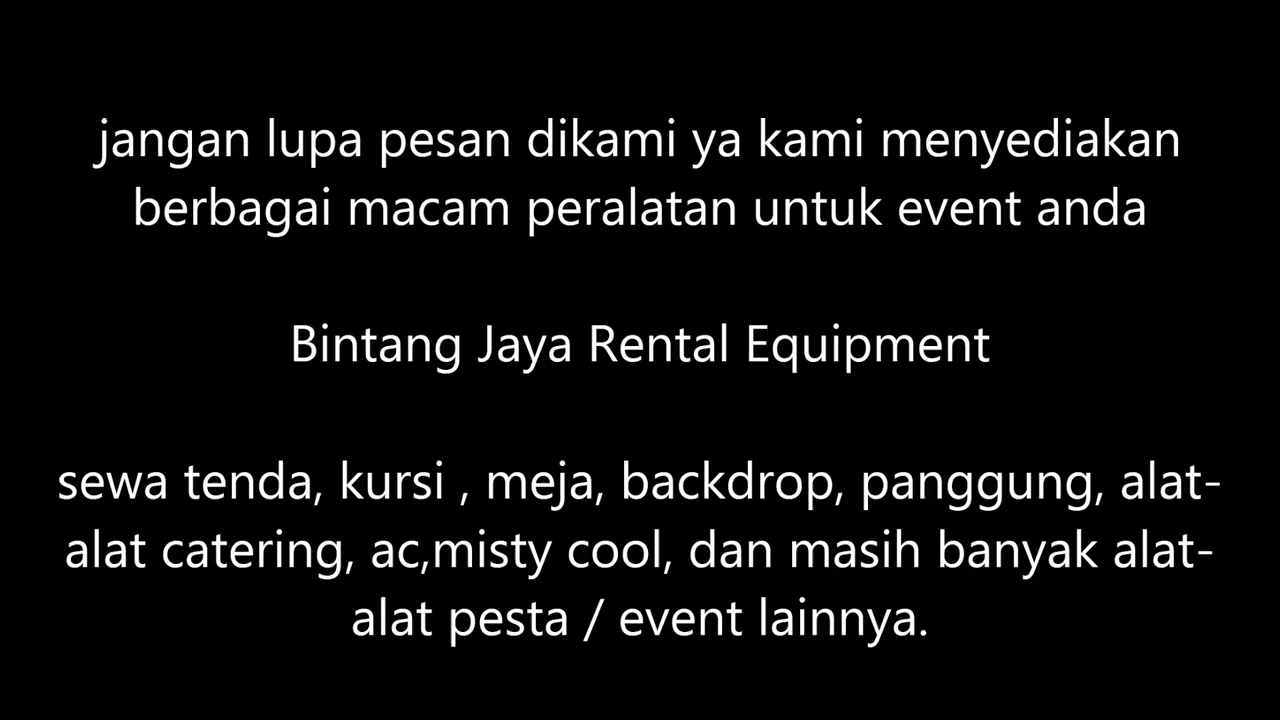 jangan lupa pesan dikami ya kami menyediakan
berbagai macam peralatan untuk event anda
Bintang Jaya Rental Equipment
sewa tenda, kursi , meja, backdrop, panggung, alat-
alat catering, ac,misty cool, dan masih banyak alat-
alat pesta / event lainnya.